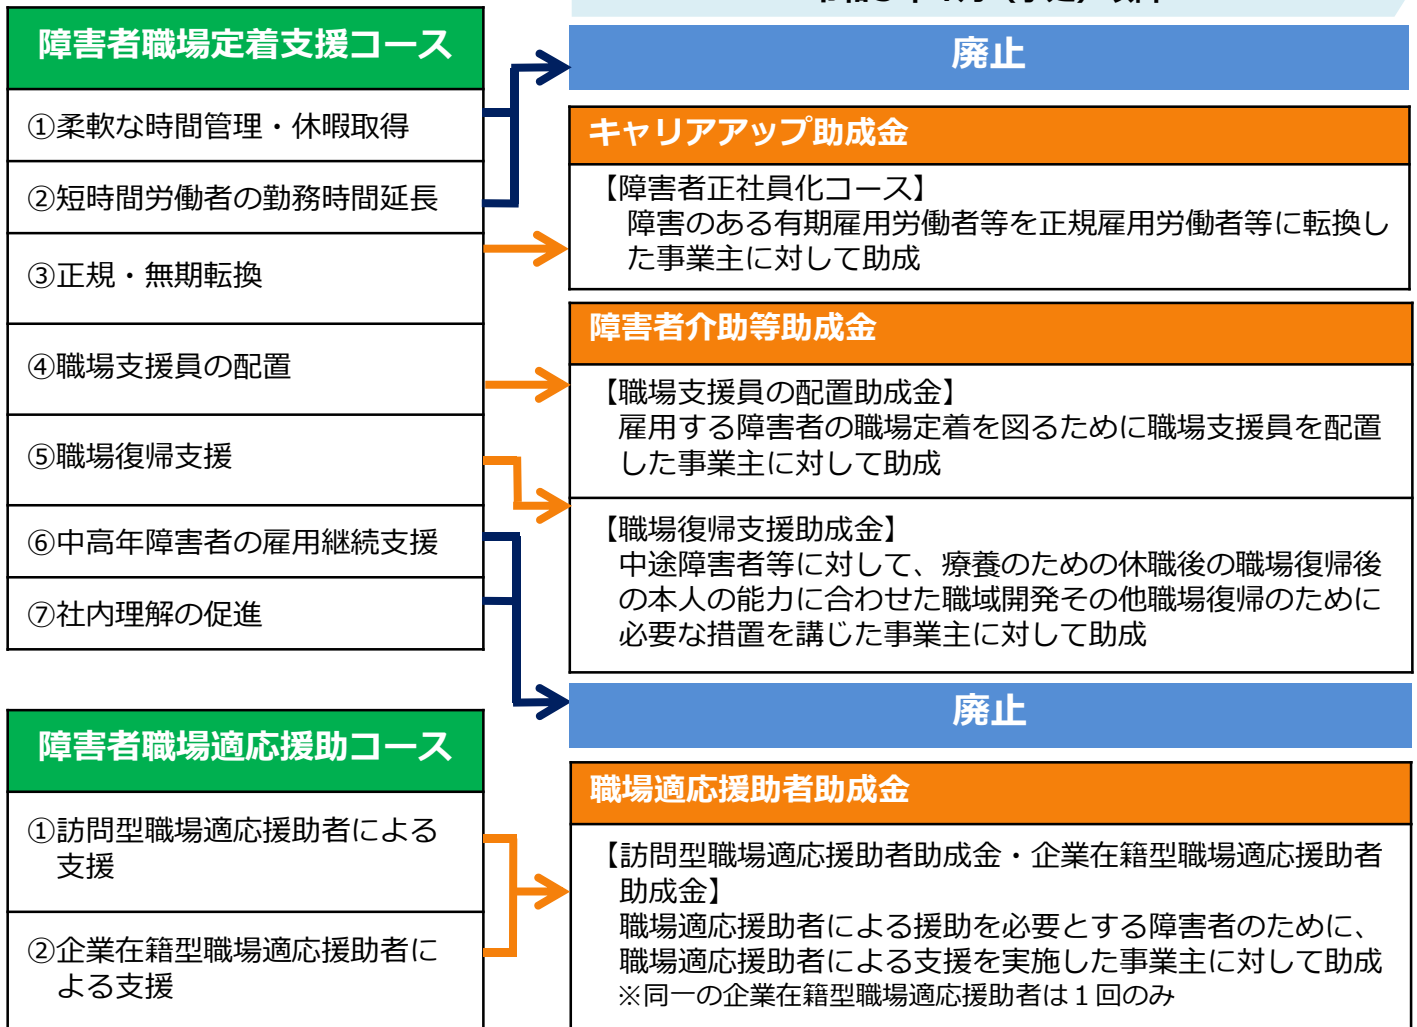 障害者職場定着支援コース
①柔軟な時間管理・休暇取得
②短時間労働者の勤務時間延長
③正規・無期転換
④職場支援員の配置
⑤職場復帰支援
⑥中高年障害者の雇用継続支援
⑦社内理解の促進
廃止
キャリアアップ助成金
【障害者正社員化コース】
障害のある有期雇用労働者等を正規雇用労働者等に転換し
た事業主に対して助成
障害者介助等助成金
【職場支援員の配置助成金】
雇用する障害者の職場定着を図るために職場支援員を配置
した事業主に対して助成
【職場復帰支援助成金】
中途障害者等に対して、療養のための休職後の職場復帰後
の本人の能力に合わせた職域開発その他職場復帰のために
必要な措置を講じた事業主に対して助成
廃止
障害者職場適応援助コース
①訪問型職場適応援助者による
支援
②企業在籍型職場適応援助者に
よる支援
職場適応援助者助成金
【訪問型職場適応援助者助成金・企業在籍型職場適応援助者
助成金】
職場適応援助者による援助を必要とする障害者のために、
職場適応援助者による支援を実施した事業主に対して助成
※同一の企業在籍型職場適応援助者は１回のみ